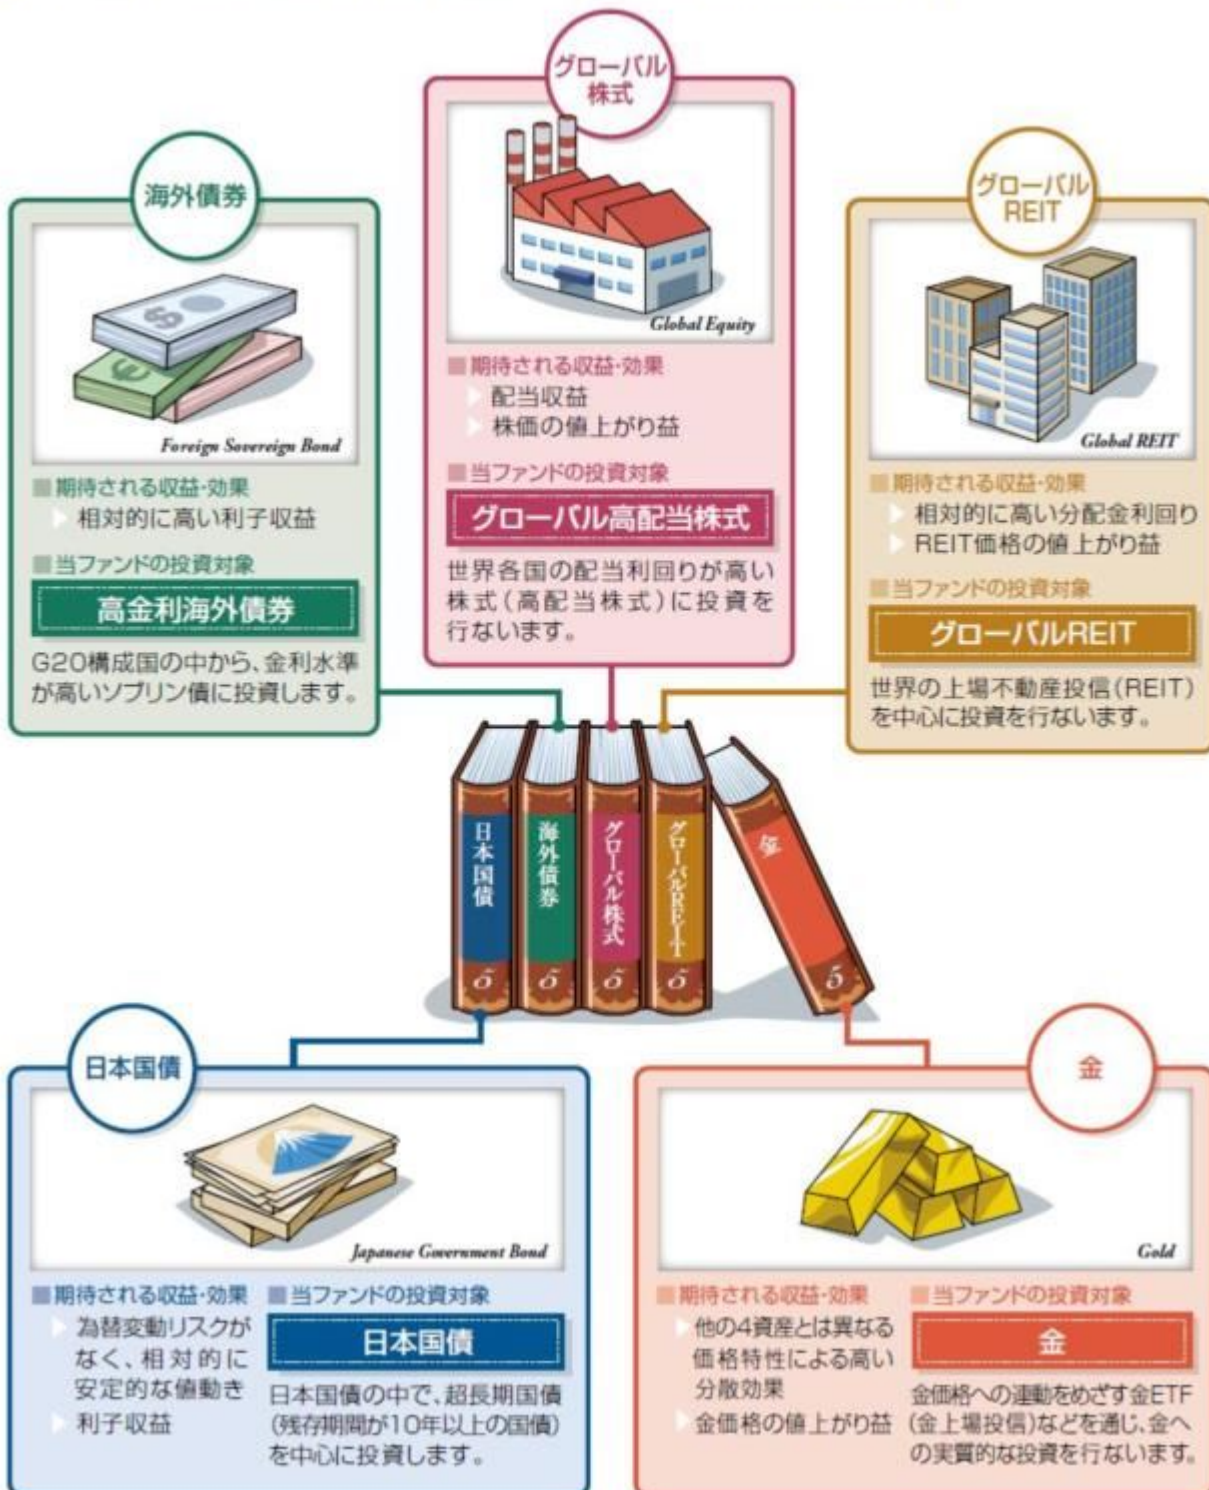 グローバル
株式
海外債券
グローバル
REIT
Global Equity
Foreign Sovereign Bond
Global REIT
■期待される収益・効果
配当収益
株価の値上がり益
■当ファンドの投資対象
グローバル高配当株式
世界各国の配当利回りが高い
株式(高配当株式)に投資を
行ないます。
■期待される収益・効果
相対的に高い利子収益
■当ファンドの投資対象
高金利海外債券
G20構成国の中から、金利水準
が高いソブリン債に投資します。
■期待される収益・効果
相対的に高い分配金利回り
REIT価格の値上がり益
■当ファンドの投資対象
グローバルREIT
世界の上場不動産投信(REIT)
を中心に投資を行ないます。
日本国債
海外債券
グローバル株式
グローバルREIT
金
5
5
5
5
5
日本国債
Japanese Government Bond
■期待される収益・効果
為替変動リスクが
なく、相対的に
安定的な値動き
利子収益
■当ファンドの投資対象
日本国債
日本国債の中で、超長期国債
(残存期間が10年以上の国債)
を中心に投資します。
金
Gold
■期待される収益・効果
他の4資産とは異なる
価格特性による高い
分散効果
金価格の値上がり益
■当ファンドの投資対象
金
金価格への連動をめざす金ETF
(金上場投信)などを通じ、金へ
の実質的な投資を行ないます。